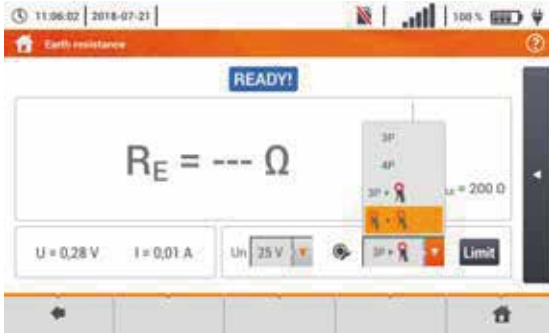 11:06:02 2018-07-21 100 %
Earth resistance
READY!
3P
4P
3P +
RE = --- Ω
= 200 Ω
+
U = 0,28 V I = 0,01 A Un 25 V 3P + Limit